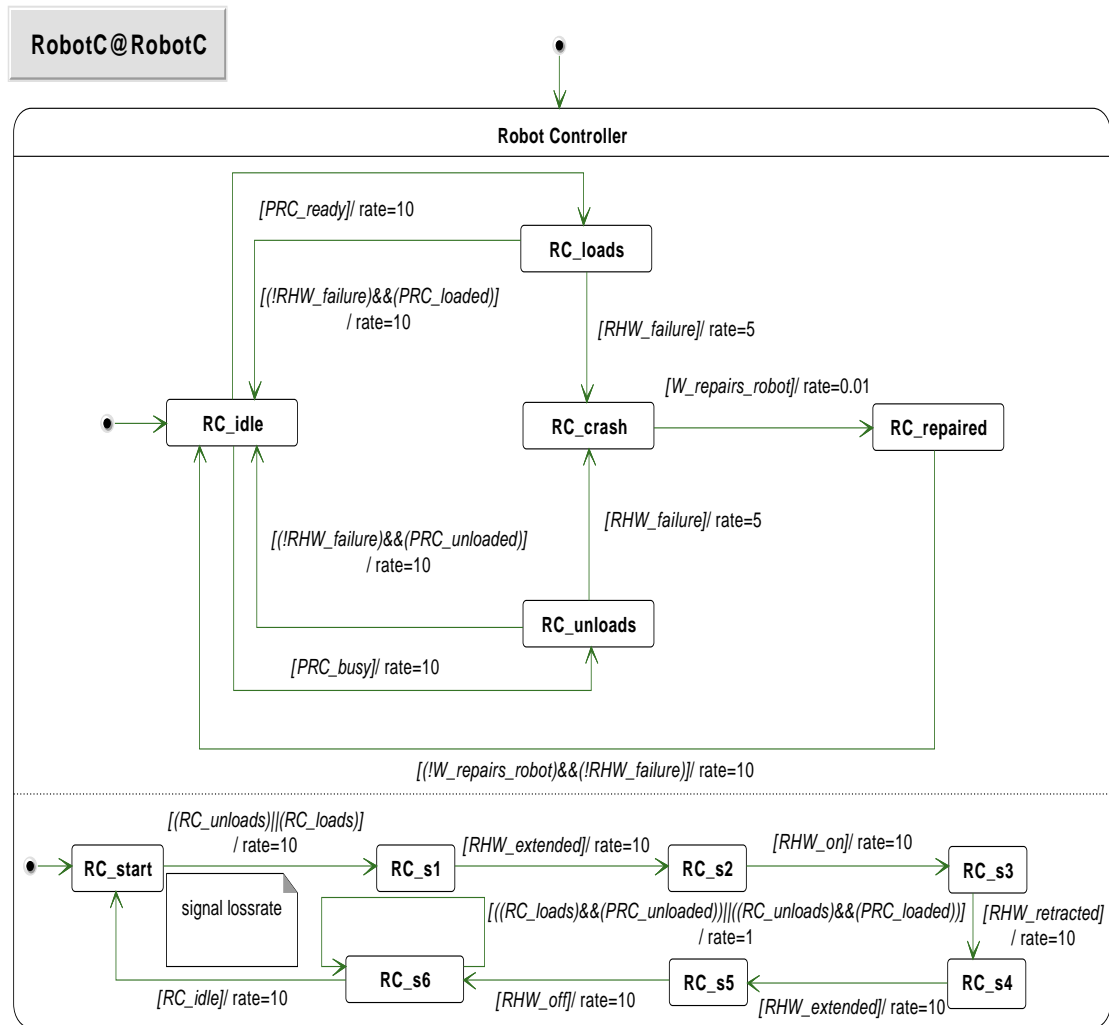 RobotC@RobotC
Robot Controller
[PRC_ready]/ rate=10
RC_loads
[(!RHW_failure)&&(PRC_loaded)]
/ rate=10
[RHW_failure]/ rate=5
[W_repairs_robot]/ rate=0.01
RC_idle
RC_crash
RC_repaired
[RHW_failure]/ rate=5
[(!RHW_failure)&&(PRC_unloaded)]
/ rate=10
RC_unloads
[PRC_busy]/ rate=10
[(!W_repairs_robot)&&(!RHW_failure)]/ rate=10
[(RC_unloads)||(RC_loads)]
/ rate=10
[RHW_extended]/ rate=10
[RHW_on]/ rate=10
RC_start
RC_s1
RC_s2
RC_s3
signal lossrate
[((RC_loads)&&(PRC_unloaded))||((RC_unloads)&&(PRC_loaded))]
/ rate=1
[RHW_retracted]
/ rate=10
RC_s6
RC_s5
RC_s4
[RC_idle]/ rate=10
[RHW_off]/ rate=10
[RHW_extended]/ rate=10